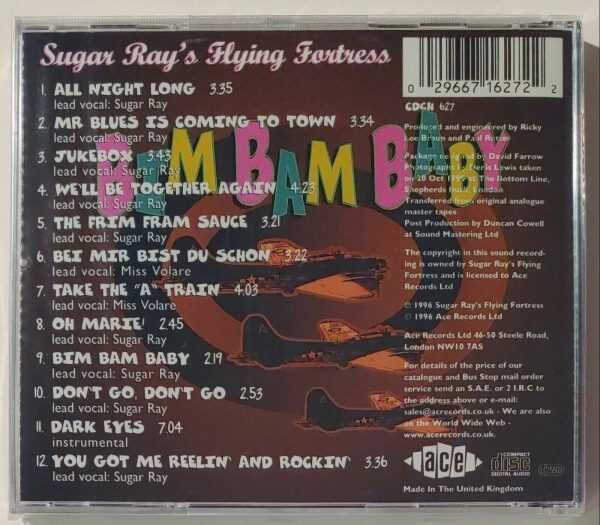 Sugar Ray's Flying Fortress
1. ALL NIGHT LONG 3.35
lead vocal: Sugar Ray
2. MR BLUES IS COMING TO TOWN 3.34
lead vocal: Sugar Ray
3. JUKEBOX 3.43
lead vocal: Sugar Ray
4. WE'LL BE TOGETHER AGAIN 4.23
lead vocal: Sugar Ray
5. THE FRIM FRAM SAUCE 3.21
lead vocal: Sugar Ray
6. BEI MIR BIST DU SCHON 3.22
lead vocal: Miss Volare
7. TAKE THE "A" TRAIN 4.03
lead vocal: Miss Volare
8. OH MARIE! 2.45
lead vocal: Sugar Ray
9. BIM BAM BABY 2.19
lead vocal: Sugar Ray
10. DON'T GO, DON'T GO 2.53
lead vocal: Sugar Ray
11. DARK EYES 7.04
instrumental
12. YOU GOT ME REELIN' AND ROCKIN' 3.36
lead vocal: Sugar Ray
BIM BAM BABY
0 29667 16272 2
CDCH 627
Produced and engineered by Ricky
Lee Brawn and Paul
Package designed by David Farrow
Photographs by Lewis taken
on 28 Oct at The Bottom Line,
Shepherds London
Transferred from original analogue
master tapes
Post Production by Duncan Cowell
at Sound Mastering Ltd
The copyright in this sound record-
ing is owned by Sugar Ray's Flying
Fortress and is licensed to Ace
Records Ltd
℗ 1996 Sugar Ray's Flying Fortress
© 1996 Ace Records Ltd
Ace Records Ltd 46-50 Steele Road,
London NW10 7AS
For details of the price of our
catalogue and Bus Stop mail order
service send an S.A.E. or 2 I.R.C to
the address above or e-mail:
sales@acrecords.co.uk - We are also
on the World Wide Web -
www.acerecords.co.uk.
ace
COMPACT
disc
DIGITAL AUDIO
Made In The United Kingdom